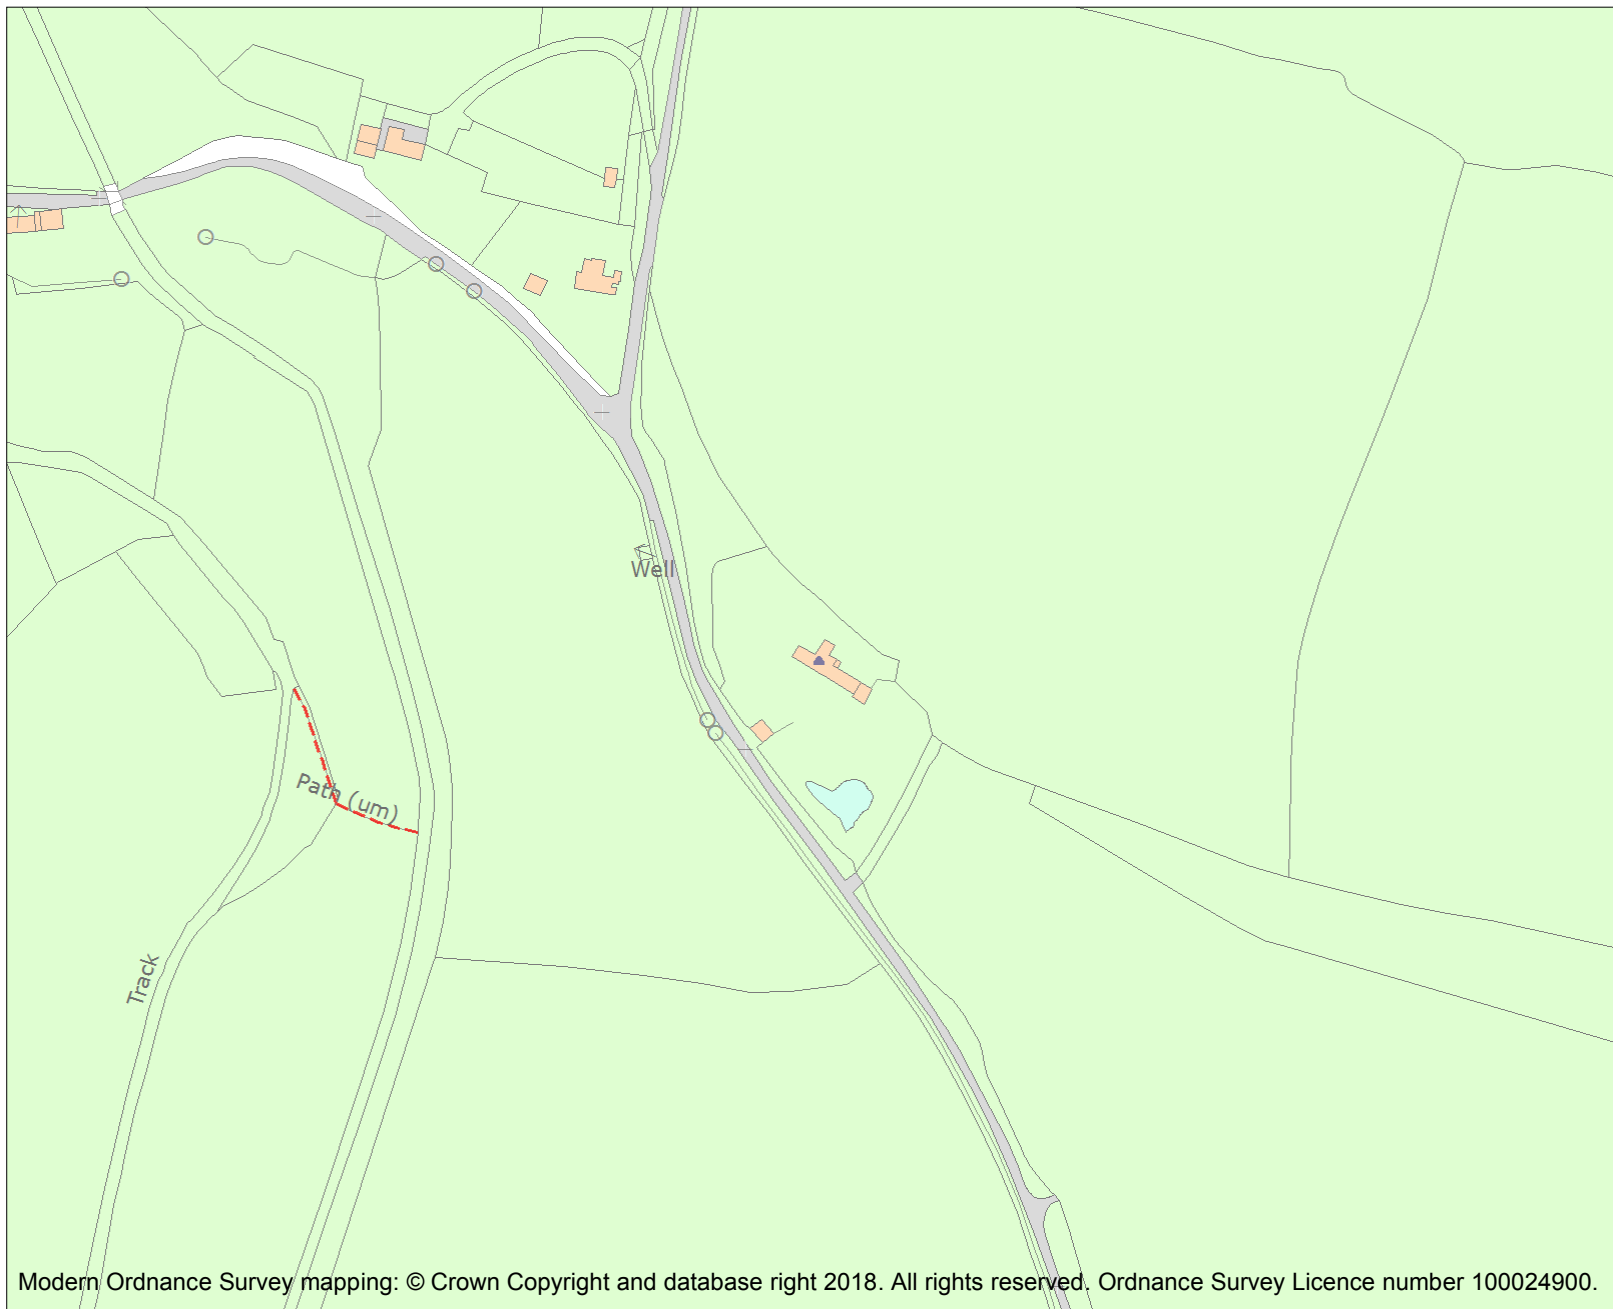 Well
Path (um)
Track
Modern Ordnance Survey mapping: © Crown Copyright and database right 2018. All rights reserved. Ordnance Survey Licence number 100024900.